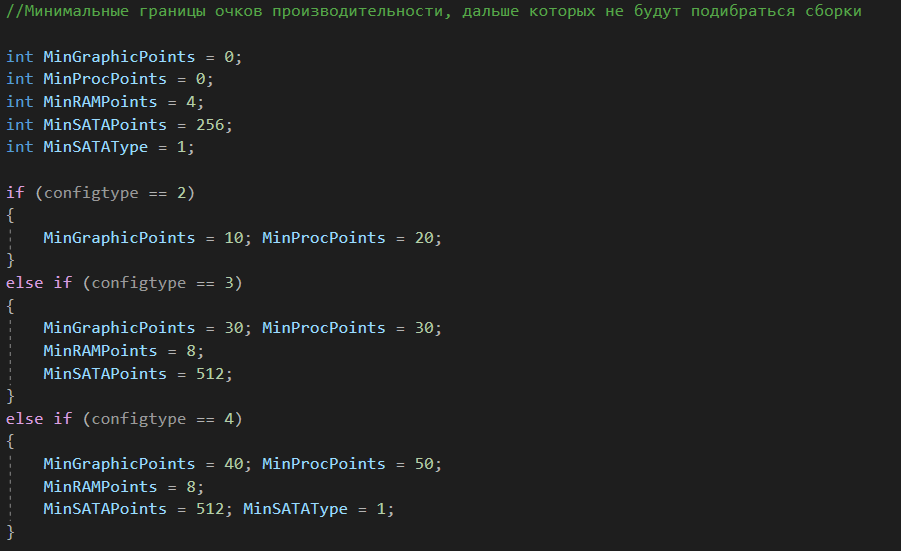 //Минимальные границы очков производительности, дальше которых не будут подибраться сборки
int MinGraphicPoints = 0;
int MinProcPoints = 0;
int MinRAMPoints = 4;
int MinSATAPoints = 256;
int MinSATAType = 1;
if (configtype == 2)
{
MinGraphicPoints = 10; MinProcPoints = 20;
}
else if (configtype == 3)
{
MinGraphicPoints = 30; MinProcPoints = 30;
MinRAMPoints = 8;
MinSATAPoints = 512;
}
else if (configtype == 4)
{
MinGraphicPoints = 40; MinProcPoints = 50;
MinRAMPoints = 8;
MinSATAPoints = 512; MinSATAType = 1;
}